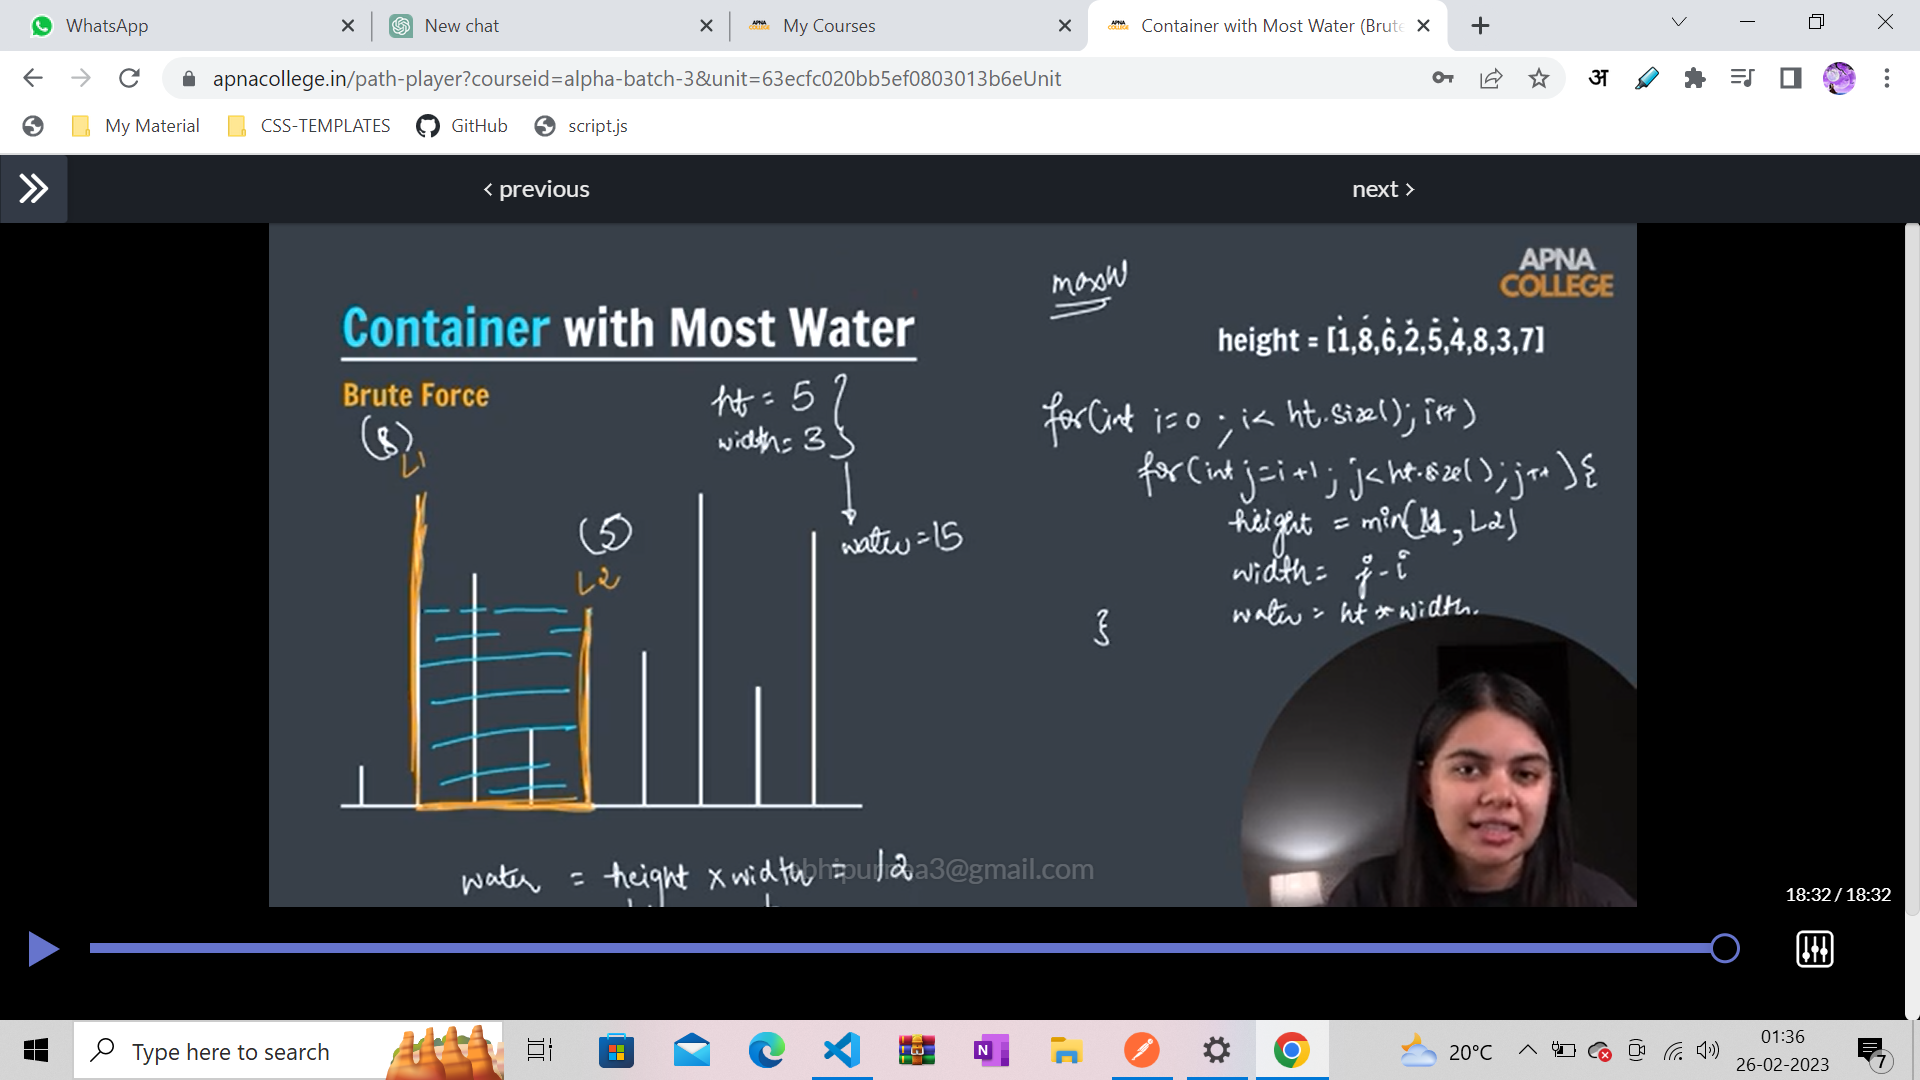 WhatsApp
New chat
My Courses
Container with Most Water (Brute
apnacollege.in/path-player?courseid=alpha-batch-3&unit=63ecfc020bb5ef0803013b6eUnit
अ
My Material
CSS-TEMPLATES
GitHub
script.js
< previous
next >
APNA
COLLEGE
maxW
Container with Most Water
height = [1,8,6,2,5,4,8,3,7]
Brute Force
ht = 5
width = 3
(8)
L1
(5)
L2
water = 15
for(int i=0 ; i< ht.size(); i++)
for(int j=i+1; j<ht.size(); j++){
height = min(L1, L2)
width = j-i
water = ht * width
}
water = height x width = 12
abhipurnaa3@gmail.com
18:32 / 18:32
Type here to search
N
20°C
01:36
26-02-2023
7